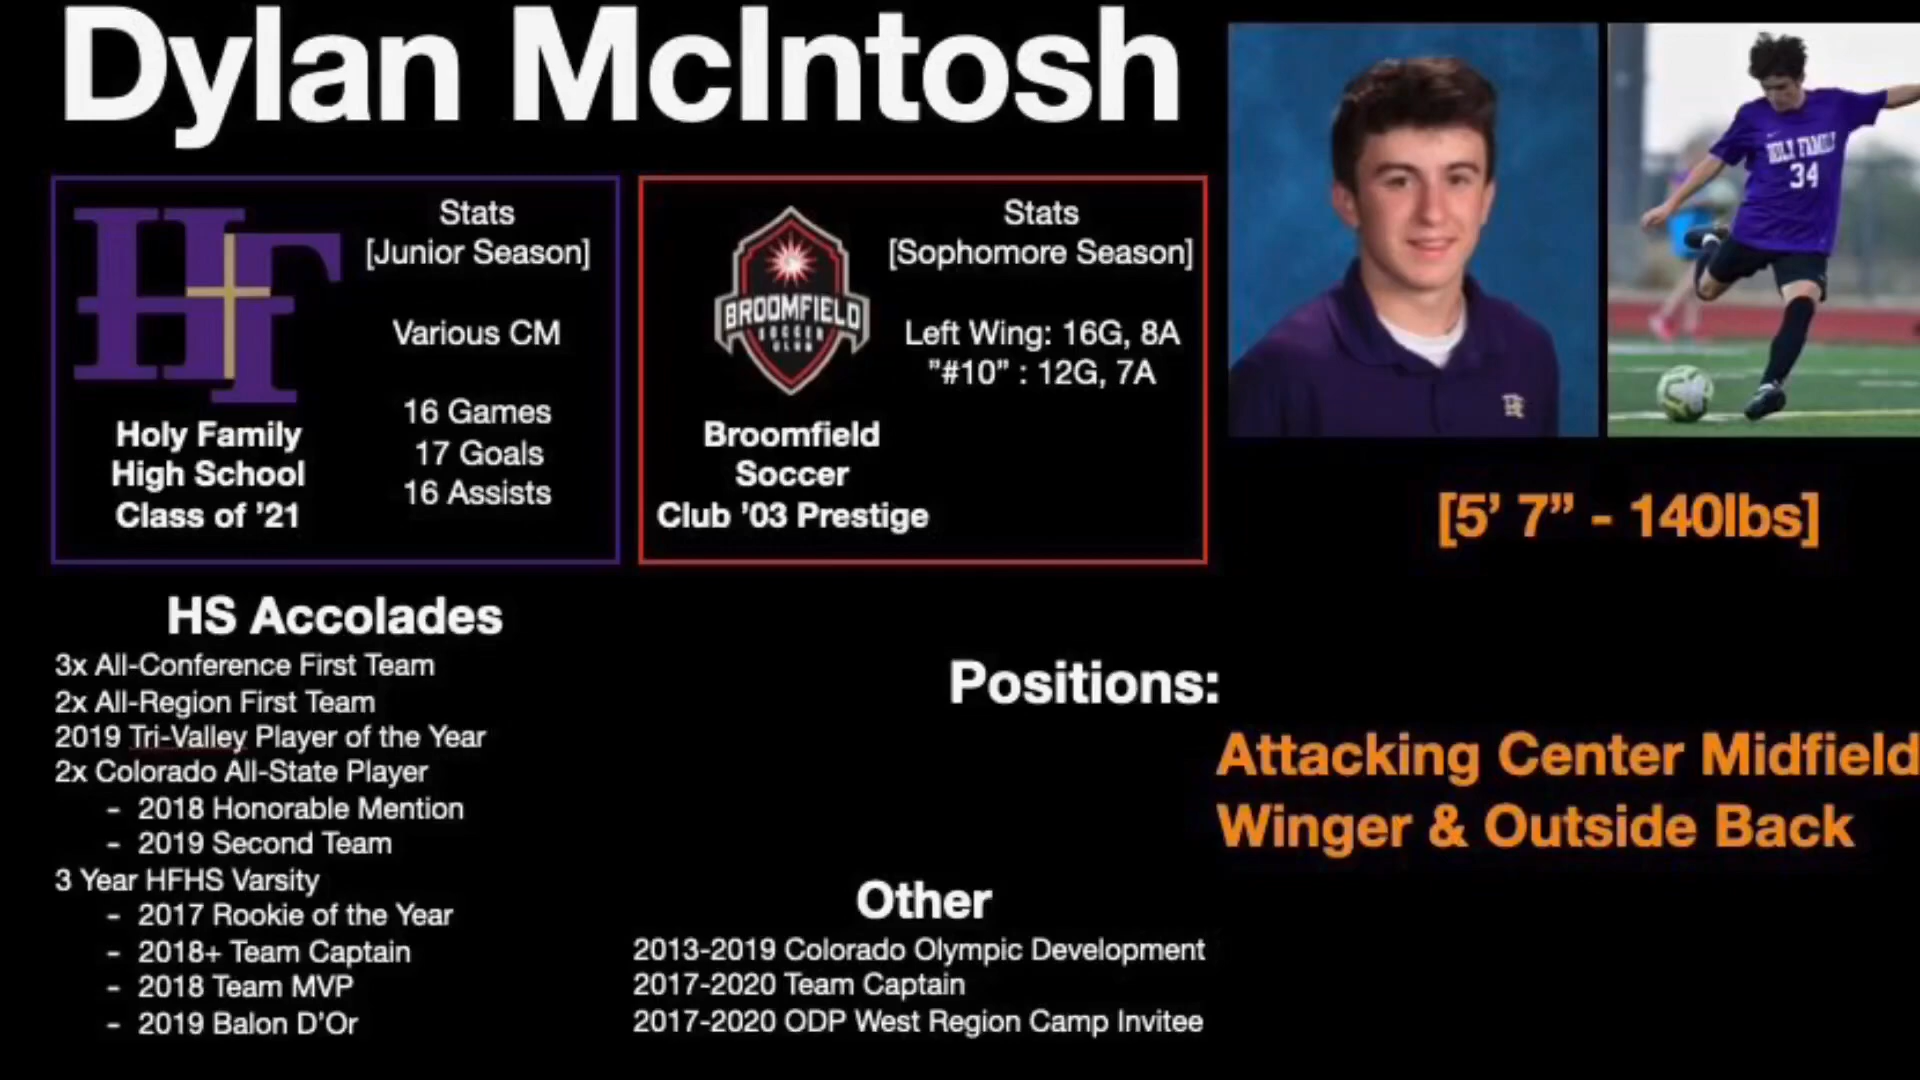 Dylan McIntosh
HF
Stats
[Junior Season]
Various CM
16 Games
17 Goals
16 Assists
Holy Family
High School
Class of ’21
BROOMFIELD
SOCCER
CLUB
Stats
[Sophomore Season]
Left Wing: 16G, 8A
"#10” : 12G, 7A
Broomfield
Soccer
Club ’03 Prestige
HF
HOLY FAMILY
34
[5’ 7” - 140lbs]
HS Accolades
3x All-Conference First Team
2x All-Region First Team
2019 Tri-Valley Player of the Year
2x Colorado All-State Player
- 2018 Honorable Mention
- 2019 Second Team
3 Year HFHS Varsity
- 2017 Rookie of the Year
- 2018+ Team Captain
- 2018 Team MVP
- 2019 Balon D’Or
Positions:
Attacking Center Midfield
Winger & Outside Back
Other
2013-2019 Colorado Olympic Development
2017-2020 Team Captain
2017-2020 ODP West Region Camp Invitee